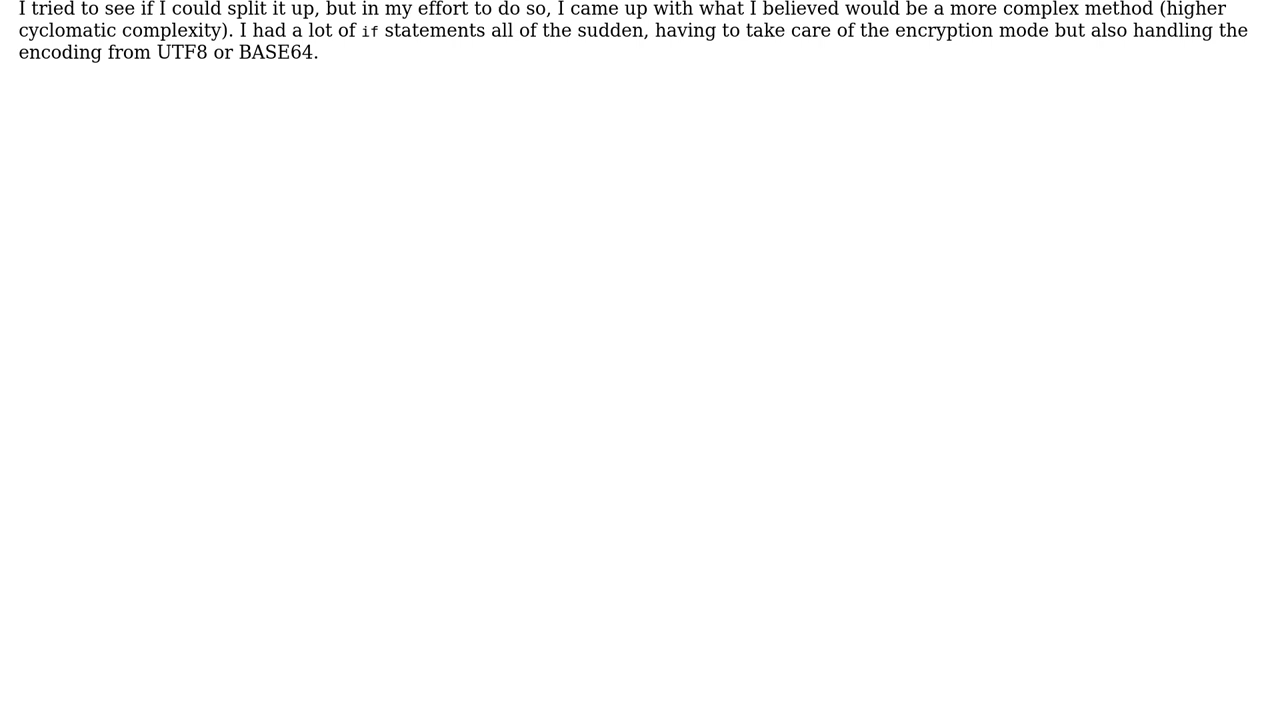 I tried to see if I could split it up, but in my effort to do so, I came up with what I believed would be a more complex method (higher
cyclomatic complexity). I had a lot of if statements all of the sudden, having to take care of the encryption mode but also handling the
encoding from UTF8 or BASE64.